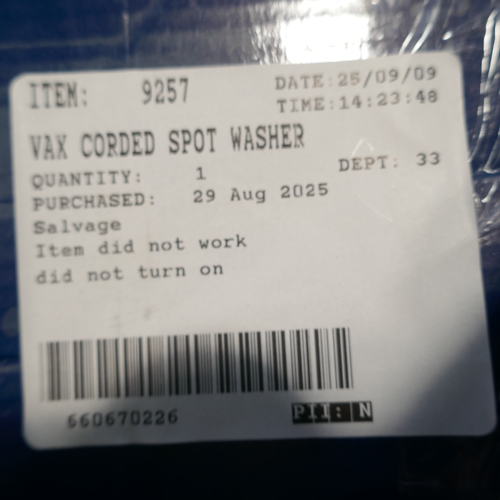 ITEM: 9257 DATE:25/09/09
TIME:14:23:48
VAX CORDED SPOT WASHER
QUANTITY: 1 DEPT: 33
PURCHASED: 29 Aug 2025
Salvage
Item did not work
did not turn on
660670226 PII: N